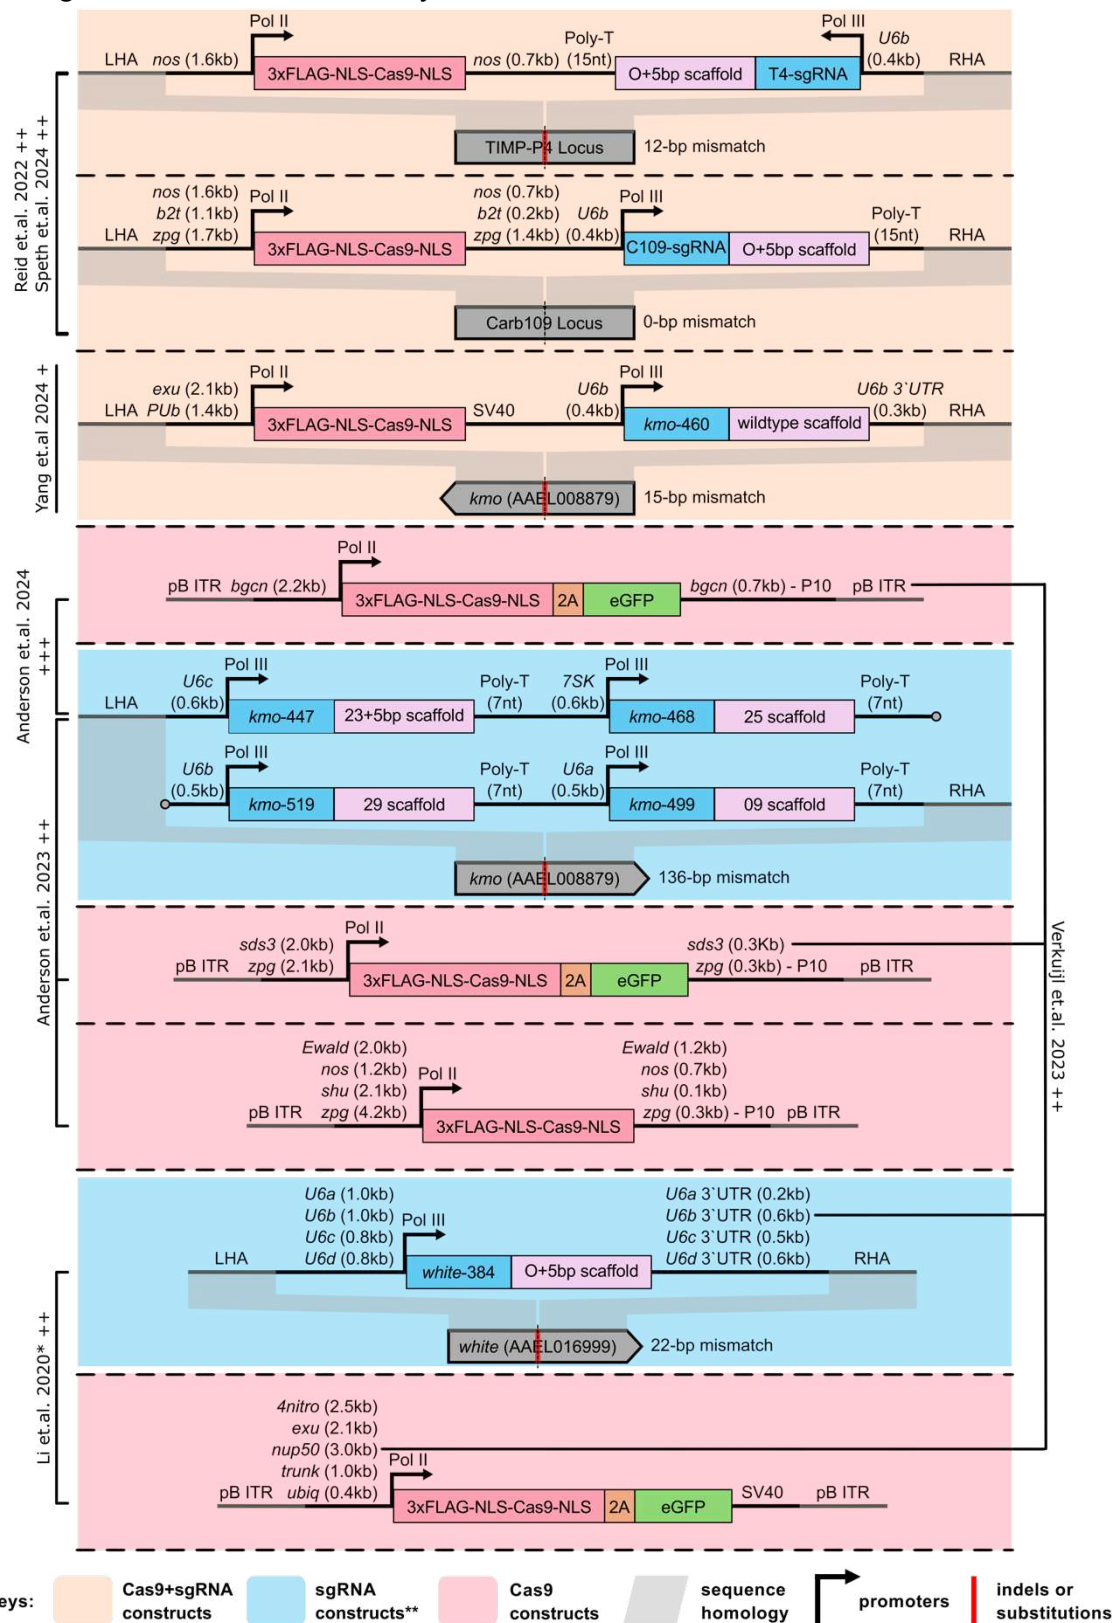 Pol II
Pol III
LHA
nos (1.6kb)
3xFLAG-NLS-Cas9-NLS
nos (0.7kb)
Poly-T
(15nt)
O+5bp scaffold
T4-sgRNA
U6b
(0.4kb)
RHA
TIMP-P4 Locus
12-bp mismatch
Reid et.al. 2022 ++
Speth et.al. 2024 ++
nos (1.6kb)
b2t (1.1kb)
zpg (1.7kb)
LHA
Pol II
3xFLAG-NLS-Cas9-NLS
nos (0.7kb)
b2t (0.2kb)
zpg (1.4kb)
U6b
(0.4kb)
Pol III
C109-sgRNA
O+5bp scaffold
Poly-T
(15nt)
RHA
Carb109 Locus
0-bp mismatch
Yang et.al 2024 +
exu (2.1kb)
LHA PUb (1.4kb)
Pol II
3xFLAG-NLS-Cas9-NLS
SV40
U6b
(0.4kb)
Pol III
kmo-460
wildtype scaffold
U6b 3`UTR
(0.3kb)
RHA
kmo (AAEL008879)
15-bp mismatch
Anderson et.al. 2024
+++
pB ITR
bgcn (2.2kb)
Pol II
3xFLAG-NLS-Cas9-NLS
2A
eGFP
bgcn (0.7kb) - P10
pB ITR
LHA
U6c
(0.6kb)
Pol III
kmo-447
23+5bp scaffold
Poly-T
(7nt)
7SK
(0.6kb)
Pol III
kmo-468
25 scaffold
Poly-T
(7nt)
U6b
(0.5kb)
Pol III
kmo-519
29 scaffold
Poly-T
(7nt)
U6a
(0.5kb)
Pol III
kmo-499
09 scaffold
Poly-T
(7nt)
RHA
kmo (AAEL008879)
136-bp mismatch
Anderson et.al. 2023 ++
sds3 (2.0kb)
pB ITR zpg (2.1kb)
Pol II
3xFLAG-NLS-Cas9-NLS
2A
eGFP
sds3 (0.3Kb)
zpg (0.3kb) - P10
pB ITR
Verkuijl et.al. 2023 ++
Ewald (2.0kb)
nos (1.2kb)
shu (2.1kb)
pB ITR zpg (4.2kb)
Pol II
3xFLAG-NLS-Cas9-NLS
Ewald (1.2kb)
nos (0.7kb)
shu (0.1kb)
zpg (0.3kb) - P10 pB ITR
Li et.al. 2020* ++
U6a (1.0kb)
U6b (1.0kb)
U6c (0.8kb)
U6d (0.8kb)
LHA
Pol III
white-384
O+5bp scaffold
U6a 3`UTR (0.2kb)
U6b 3`UTR (0.6kb)
U6c 3`UTR (0.5kb)
U6d 3`UTR (0.6kb)
RHA
white (AAEL016999)
22-bp mismatch
4nitro (2.5kb)
exu (2.1kb)
nup50 (3.0kb)
trunk (1.0kb)
pB ITR ubiq (0.4kb)
Pol II
3xFLAG-NLS-Cas9-NLS
2A
eGFP
SV40
pB ITR
eys:
Cas9+sgRNA
constructs
sgRNA
constructs**
Cas9
constructs
sequence
homology
promoters
indels or
substitutions